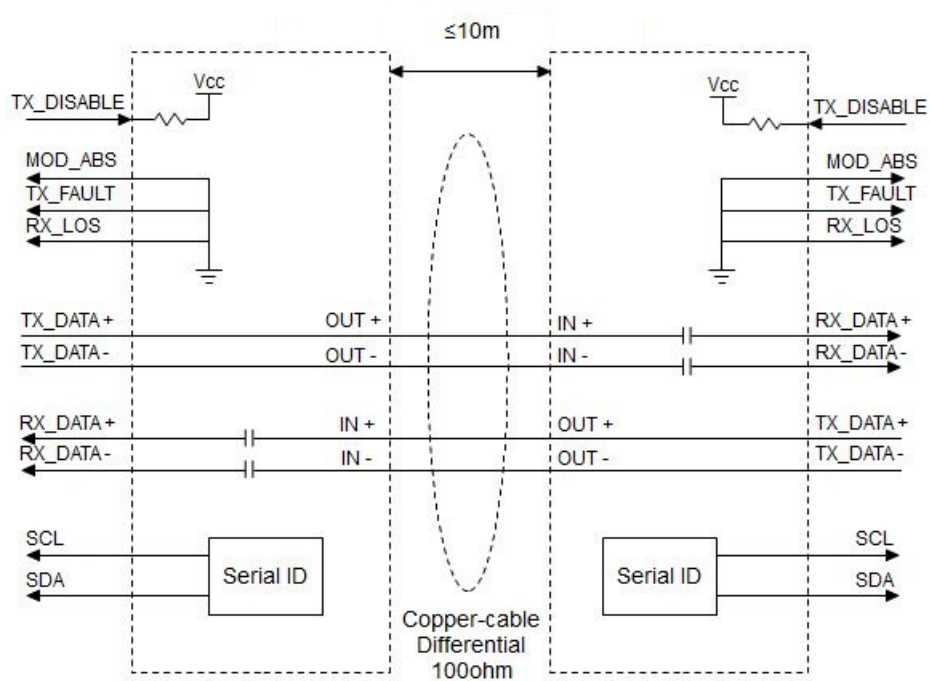 ≤10m
Vcc
Vcc
TX_DISABLE
TX_DISABLE
MOD_ABS
MOD_ABS
TX_FAULT
TX_FAULT
RX_LOS
RX_LOS
TX_DATA+ OUT + IN + RX_DATA+
TX_DATA- OUT - IN - RX_DATA-
RX_DATA+ IN + OUT + TX_DATA+
RX_DATA- IN - OUT - TX_DATA-
SCL
SCL
Serial ID
Serial ID
SDA
SDA
Copper-cable
Differential
100ohm